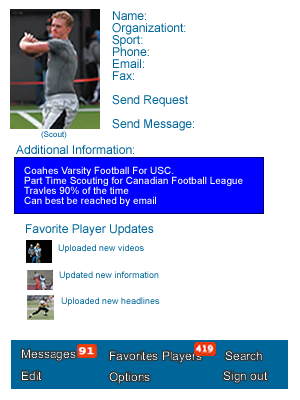 Name:
Organizationt:
Sport:
Phone:
Email:
Fax:
Send Request
Send Message:
(Scout)
Additional Information:
Coahes Varsity Football For USC.
Part Time Scouting for Canadian Football League
Travles 90% of the time
Can best be reached by email
Favorite Player Updates
Uploaded new videos
Updated new information
Uploaded new headlines
Messages 91 Favorites Players 419 Search
Edit Options Sign out